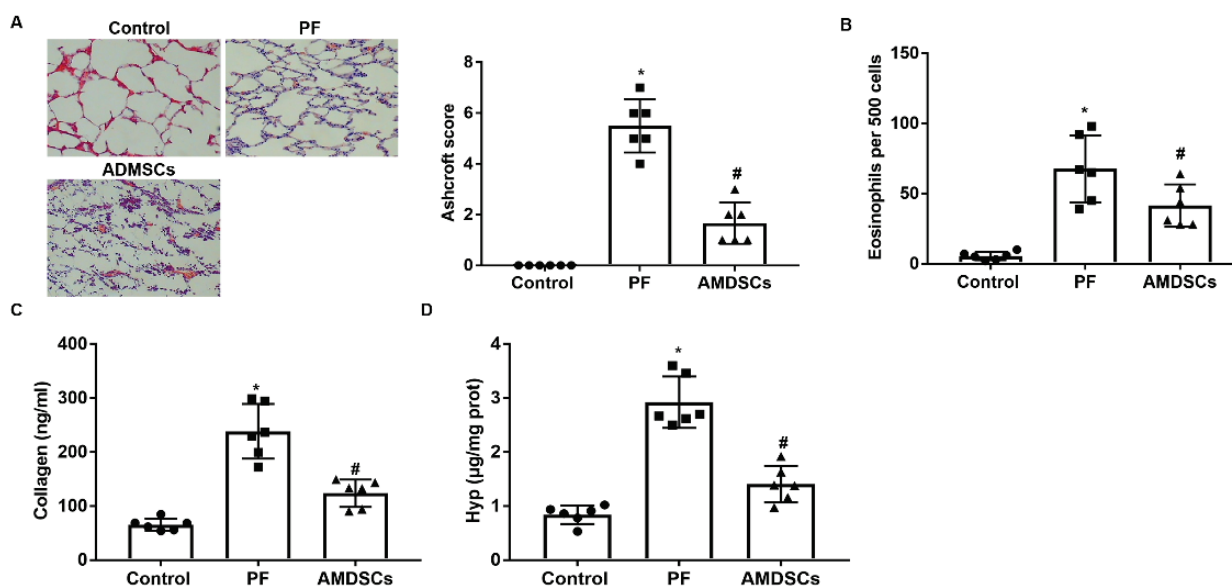 A
Control
PF
ADMSCs
Ashcroft score
8
6
4
2
0
*
#
Control
PF
AMDSCs
B
Eosinophils per 500 cells
150
100
50
0
*
#
Control
PF
AMDSCs
C
Collagen (ng/ml)
400
300
200
100
0
*
#
Control
PF
AMDSCs
D
Hyp (μg/mg prot)
4
3
2
1
0
*
#
Control
PF
AMDSCs